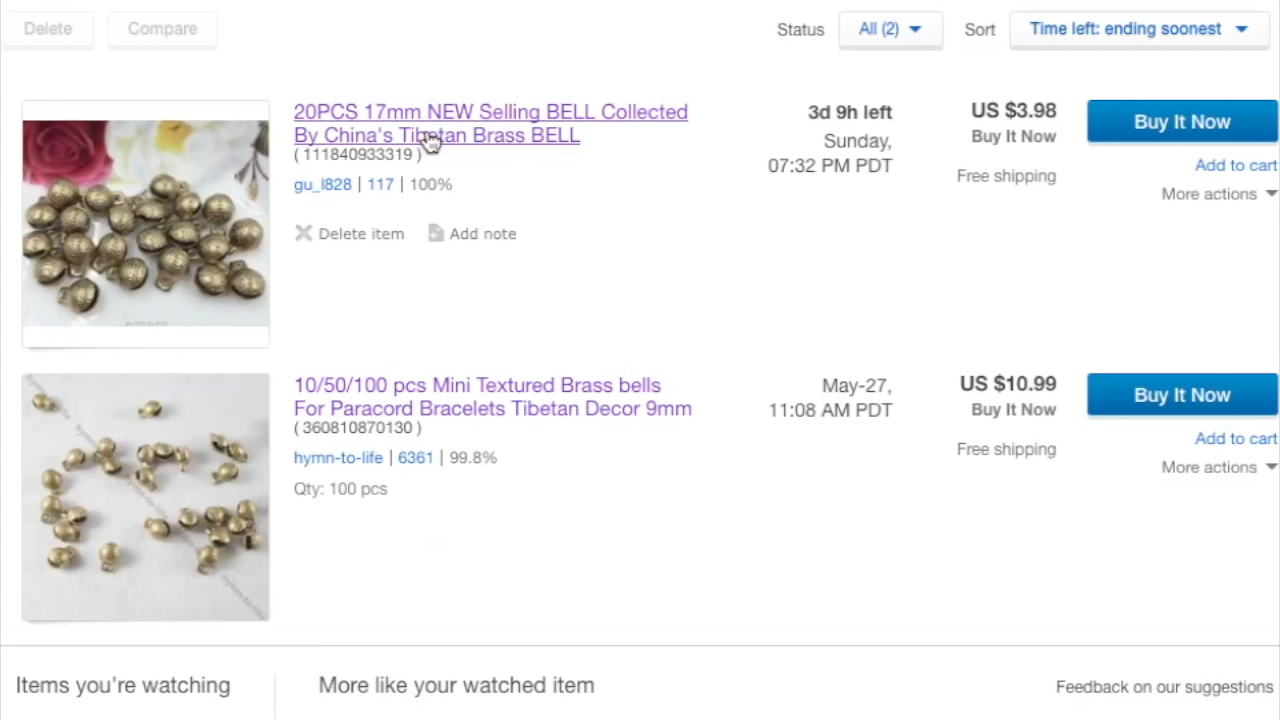 Delete
Compare
Status
All (2)
Sort
Time left: ending soonest
20PCS 17mm NEW Selling BELL Collected
By China's Tibetan Brass BELL
( 111840933319 )
gu_l828 | 117 | 100%
Delete item
Add note
3d 9h left
Sunday,
07:32 PM PDT
US $3.98
Buy It Now
Free shipping
Buy It Now
Add to cart
More actions
10/50/100 pcs Mini Textured Brass bells
For Paracord Bracelets Tibetan Decor 9mm
( 360810870130 )
hymn-to-life | 6361 | 99.8%
Qty: 100 pcs
May-27,
11:08 AM PDT
US $10.99
Buy It Now
Free shipping
Buy It Now
Add to cart
More actions
Items you're watching
More like your watched item
Feedback on our suggestions